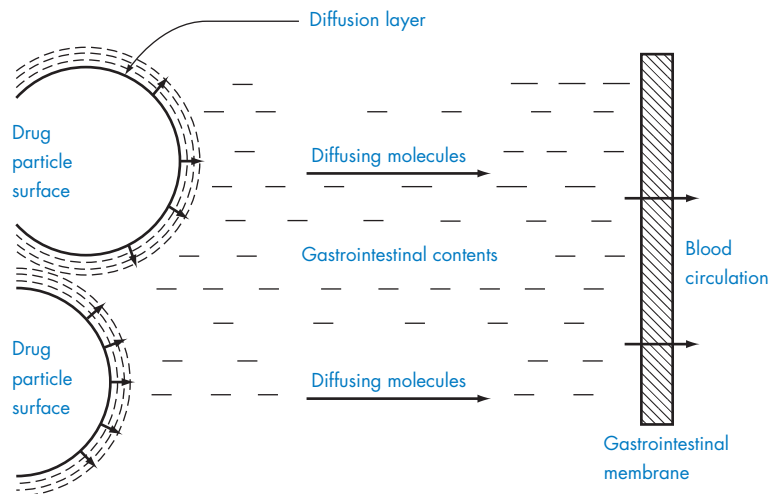 Diffusion layer
Drug
particle
surface
Diffusing molecules
Gastrointestinal contents
Blood
circulation
Drug
particle
surface
Diffusing molecules
Gastrointestinal
membrane